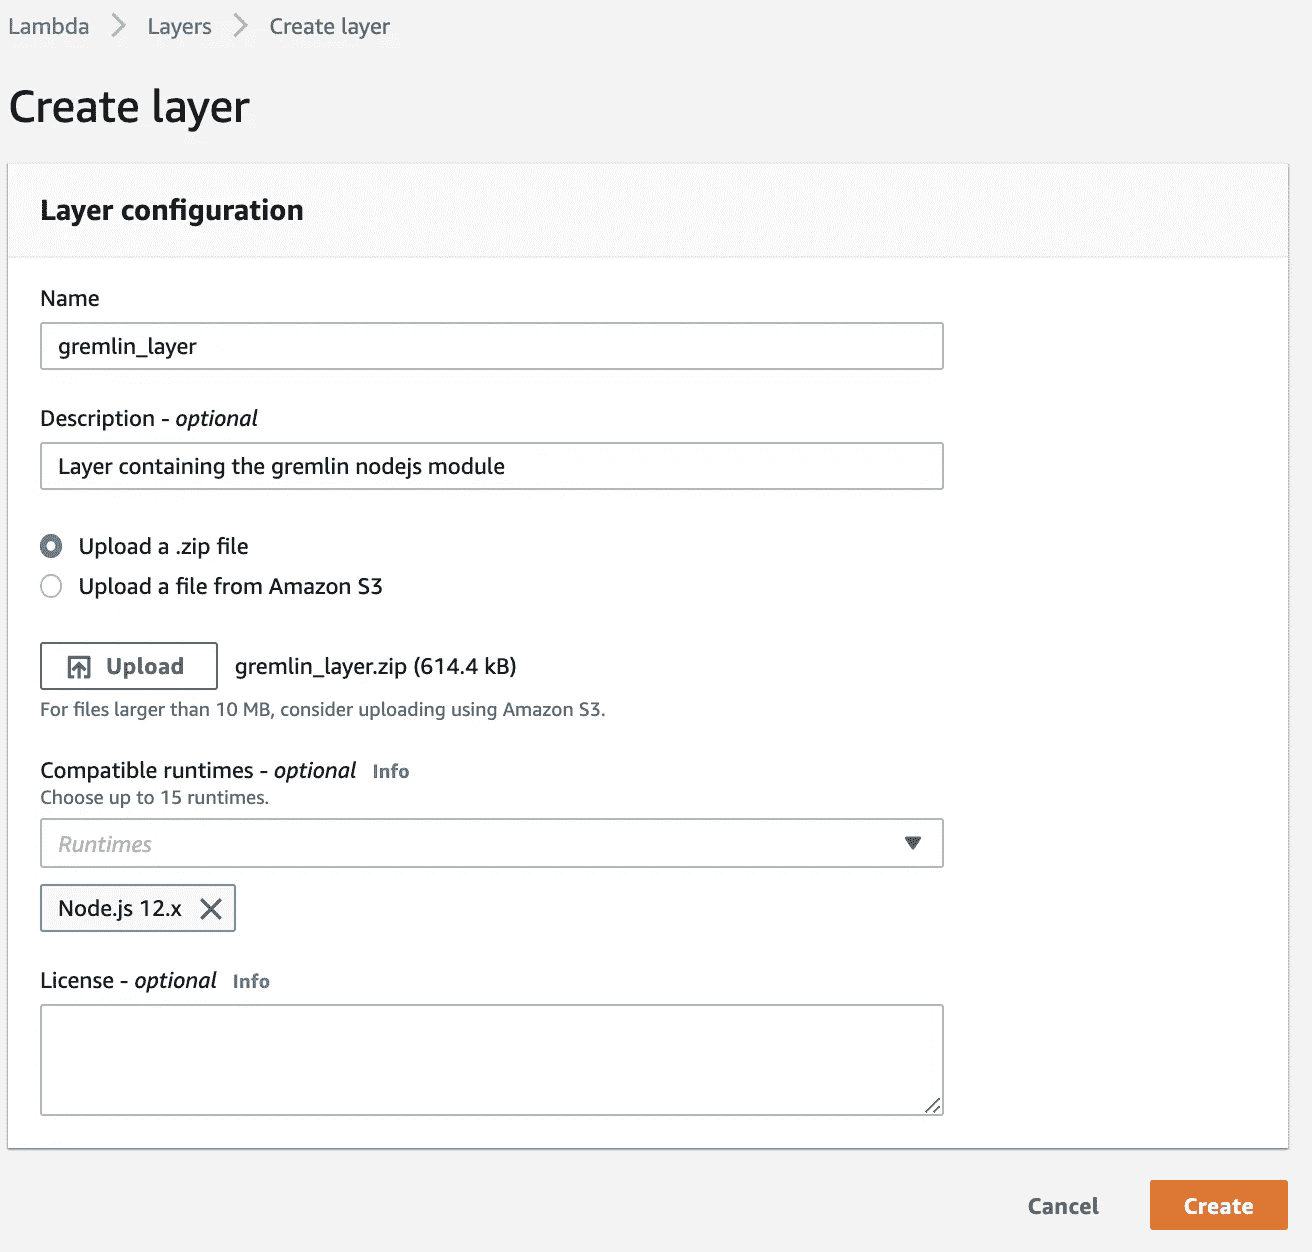 Lambda > Layers > Create layer
Create layer
Layer configuration
Name
gremlin_layer
Description - optional
Layer containing the gremlin nodejs module
Upload a .zip file
Upload a file from Amazon S3
Upload gremlin_layer.zip (614.4 kB)
For files larger than 10 MB, consider uploading using Amazon S3.
Compatible runtimes - optional Info
Choose up to 15 runtimes.
Runtimes
Node.js 12.x
License - optional Info
Cancel Create